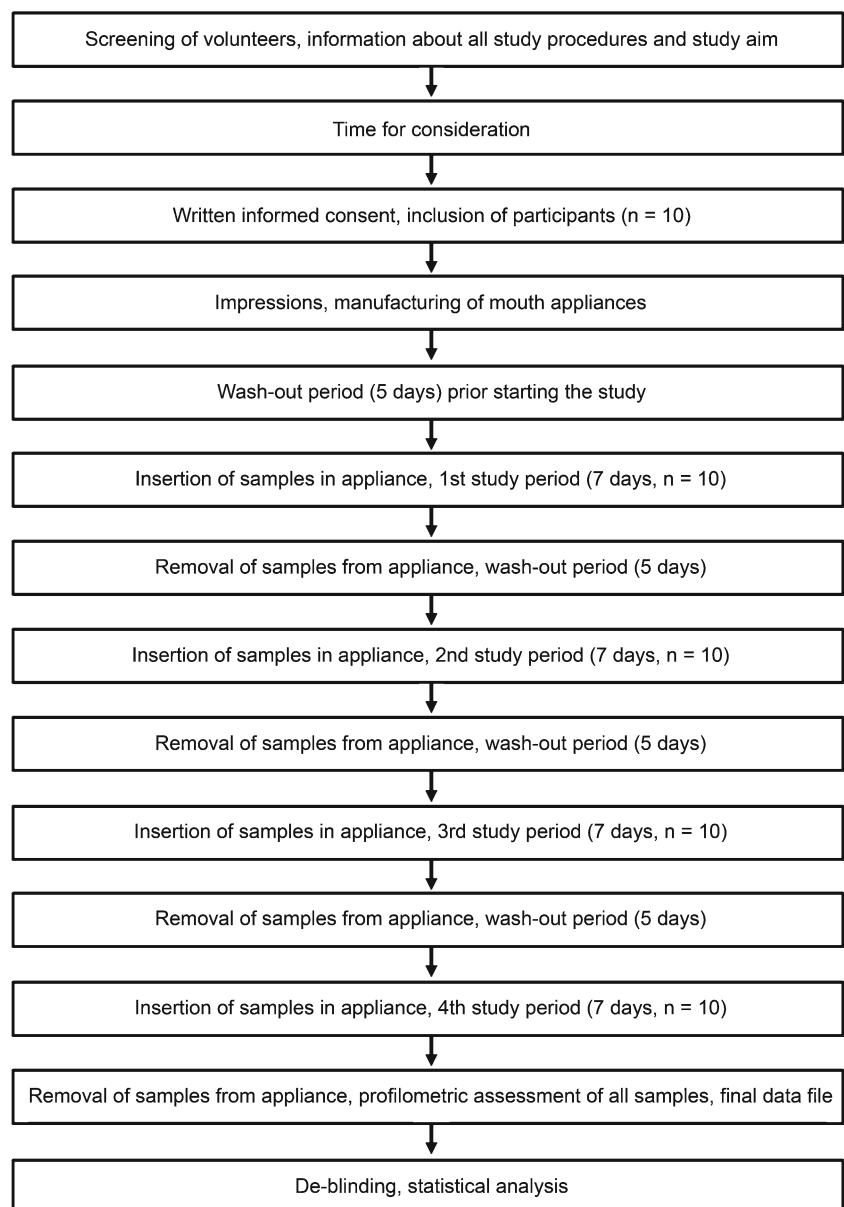 Screening of volunteers, information about all study procedures and study aim
Time for consideration
Written informed consent, inclusion of participants (n = 10)
Impressions, manufacturing of mouth appliances
Wash-out period (5 days) prior starting the study
Insertion of samples in appliance, 1st study period (7 days, n = 10)
Removal of samples from appliance, wash-out period (5 days)
Insertion of samples in appliance, 2nd study period (7 days, n = 10)
Removal of samples from appliance, wash-out period (5 days)
Insertion of samples in appliance, 3rd study period (7 days, n = 10)
Removal of samples from appliance, wash-out period (5 days)
Insertion of samples in appliance, 4th study period (7 days, n = 10)
Removal of samples from appliance, profilometric assessment of all samples, final data file
De-blinding, statistical analysis